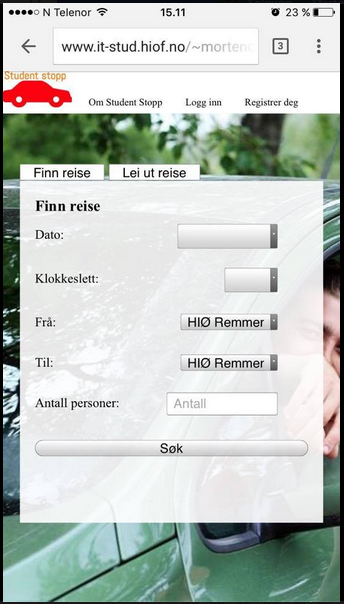 N Telenor 15.11 23 %
www.it-stud.hiof.no/~morten 3
Student stopp
Om Student Stopp Logg inn Registrer deg
Finn reise Lei ut reise
Finn reise
Dato:
Klokkeslett:
Frå: HIØ Remmer
Til: HIØ Remmer
Antall personer: Antall
Søk